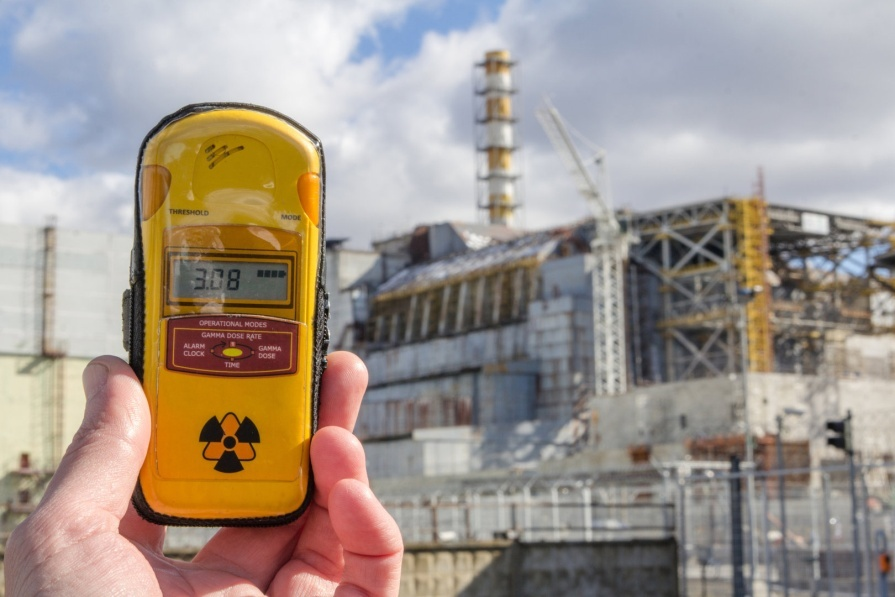 THRESHOLD MODE
3.08
OPERATIONAL MODES
GAMMA DOSE RATE
ALARM GAMMA
CLOCK DOSE
TIME